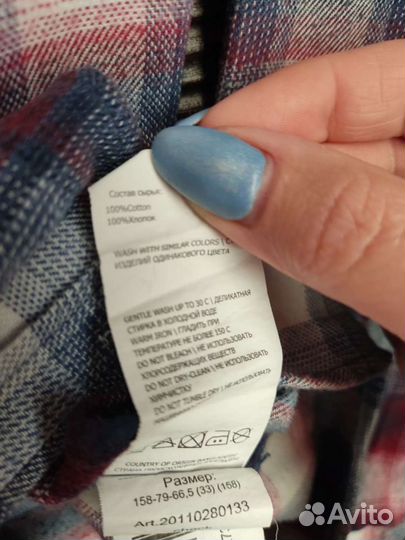 Состав сырья:
100%Cotton
100%Хлопок
WASH WITH SIMILAR COLORS |
ИЗДЕЛИЙ ОДИНАКОВОГО ЦВЕТА
GENTLE WASH UP TO 30 C | ДЕЛИКАТНАЯ
СТИРКА В ХОЛОДНОЙ ВОДЕ
WARM IRON | ГЛАДИТЬ ПРИ
ТЕМПЕРАТУРЕ НЕ БОЛЕЕ 150 C
DO NOT BLEACH | НЕ ИСПОЛЬЗОВАТЬ
ХЛОРСОДЕРЖАЩИХ ВЕЩЕСТВ
DO NOT DRY-CLEAN | НЕ ИСПОЛЬЗОВАТЬ
ХИМЧИСТКУ
DO NOT TUMBLE DRY | НЕ
COUNTRY OF ORIGIN
СТРАНА
Размер:
158-79-66,5 (33) (158)
Art.20110280133
Avito